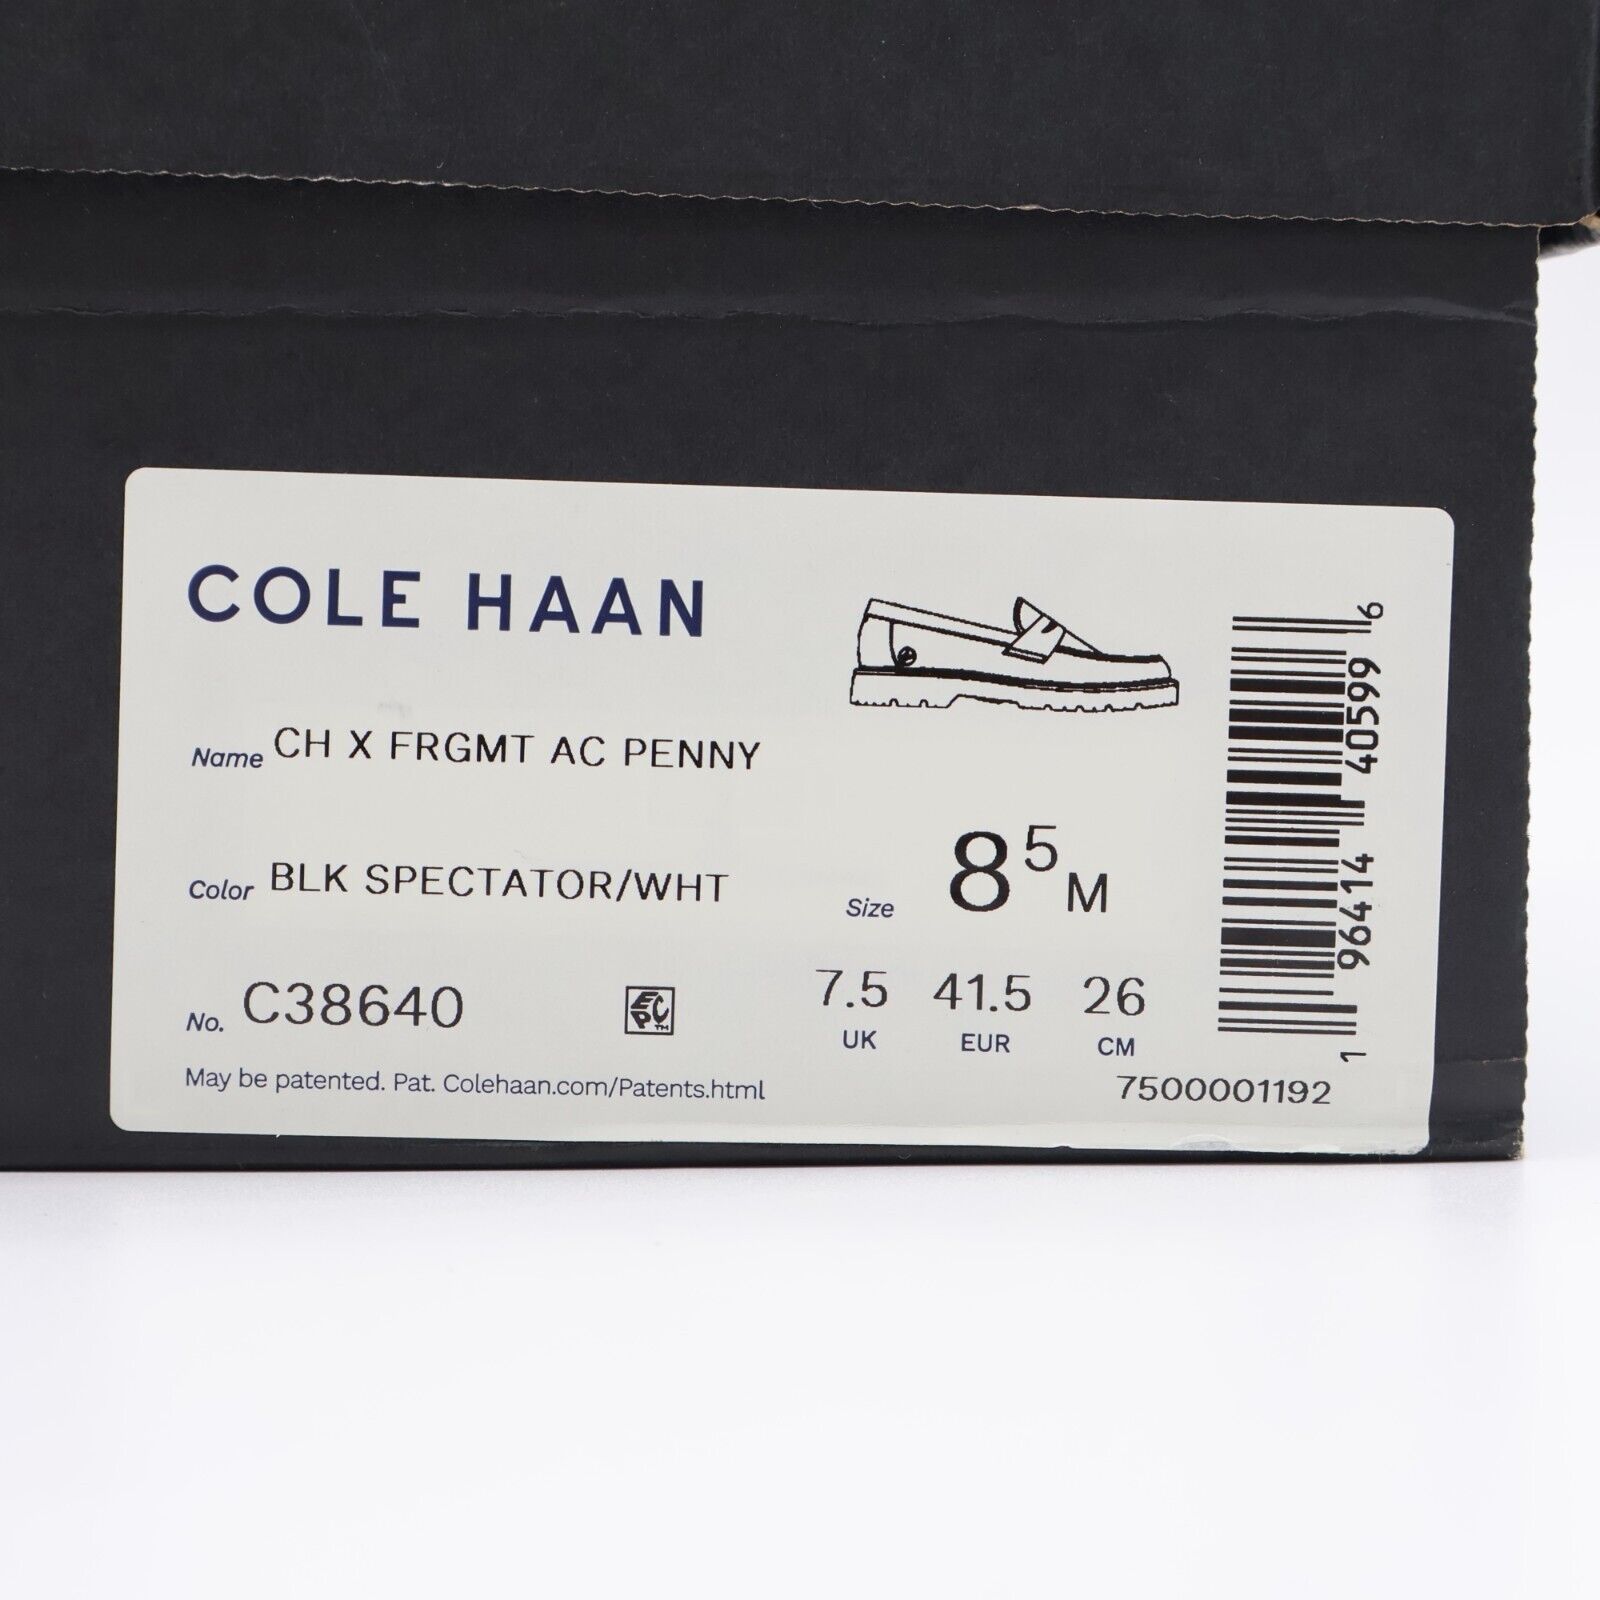 COLE HAAN
Name CH X FRGMT AC PENNY
Color BLK SPECTATOR/WHT
Size 8 5 M
No. C38640
EPC™
7.5 41.5 26
UK EUR CM
May be patented. Pat. Colehaan.com/Patents.html
7500001192
1 96414 40599 6